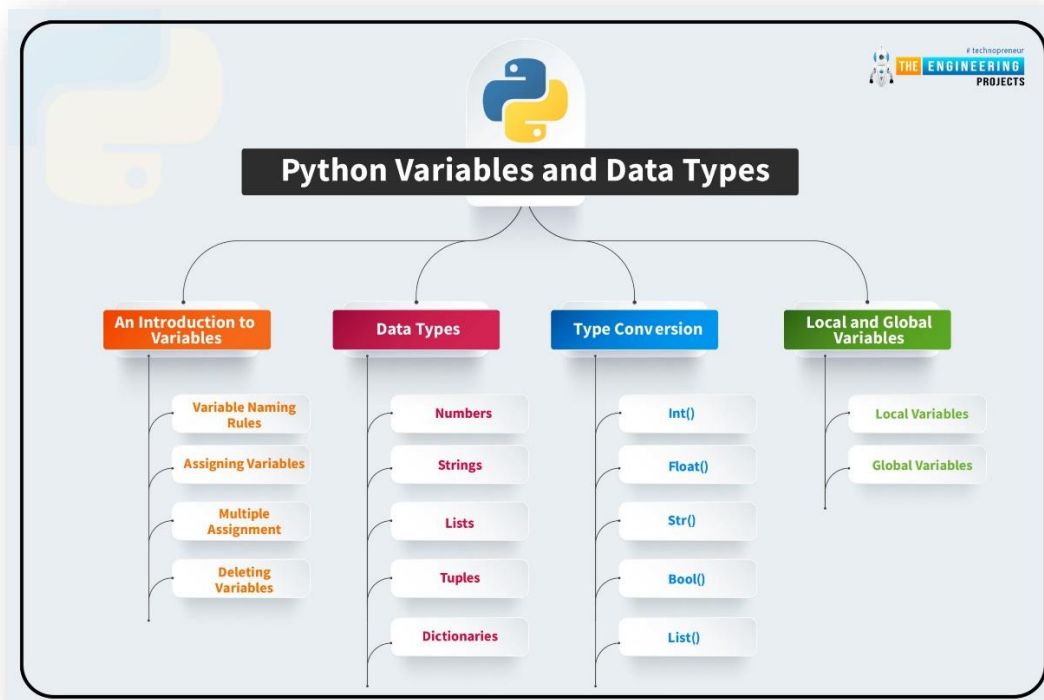 # technopreneur
THE ENGINEERING
PROJECTS
Python Variables and Data Types
An Introduction to
Variables
Variable Naming
Rules
Assigning Variables
Multiple
Assignment
Deleting
Variables
Data Types
Numbers
Strings
Lists
Tuples
Dictionaries
Type Conversion
Int()
Float()
Str()
Bool()
List()
Local and Global
Variables
Local Variables
Global Variables